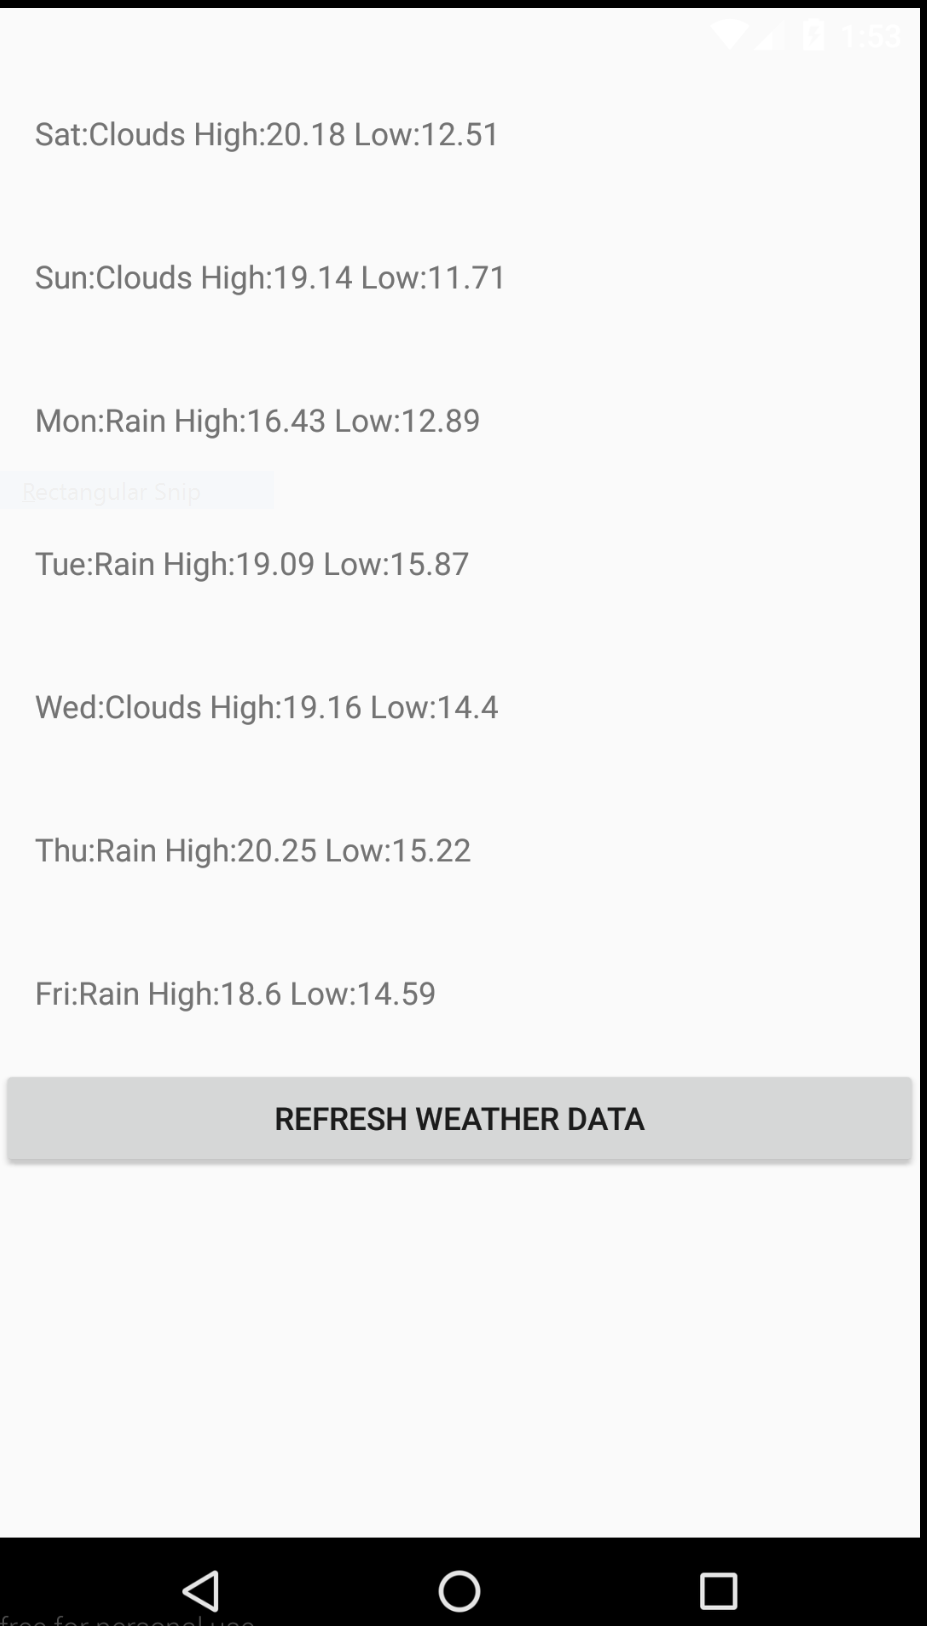 1:53
Sat:Clouds High:20.18 Low:12.51
Sun:Clouds High:19.14 Low:11.71
Mon:Rain High:16.43 Low:12.89
Rectangular Snip
Tue:Rain High:19.09 Low:15.87
Wed:Clouds High:19.16 Low:14.4
Thu:Rain High:20.25 Low:15.22
Fri:Rain High:18.6 Low:14.59
REFRESH WEATHER DATA
free for personal use